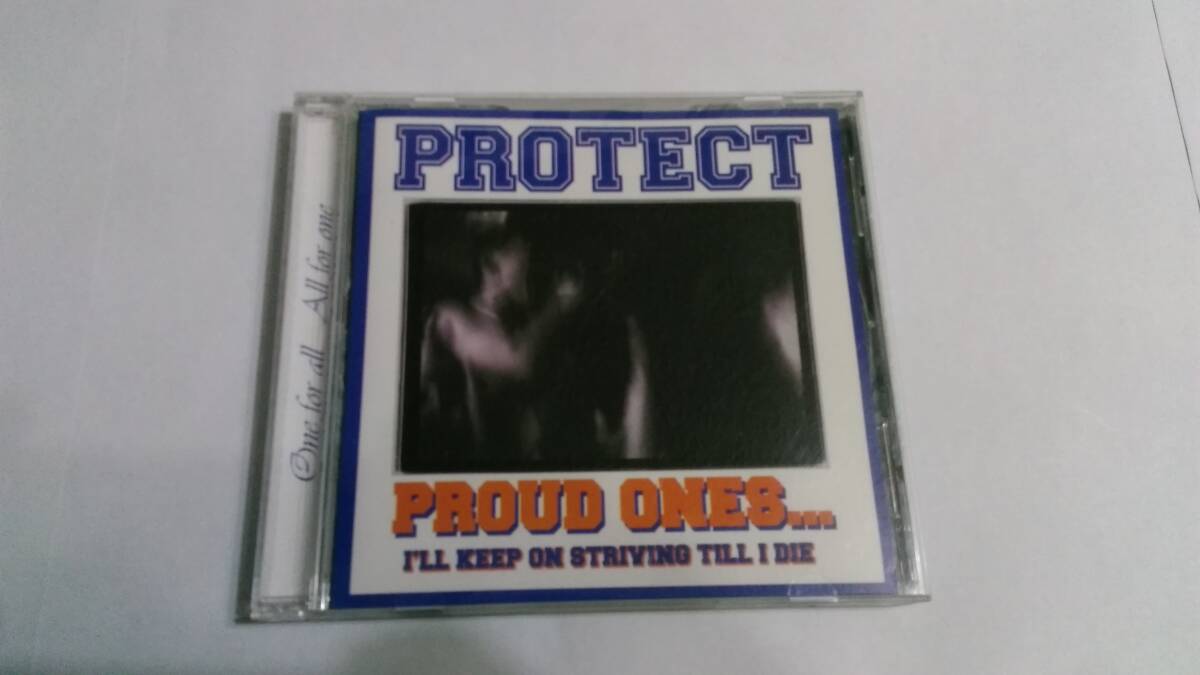 PROTECT
One for all All for one
PROUD ONES...
I'LL KEEP ON STRIVING TILL I DIE